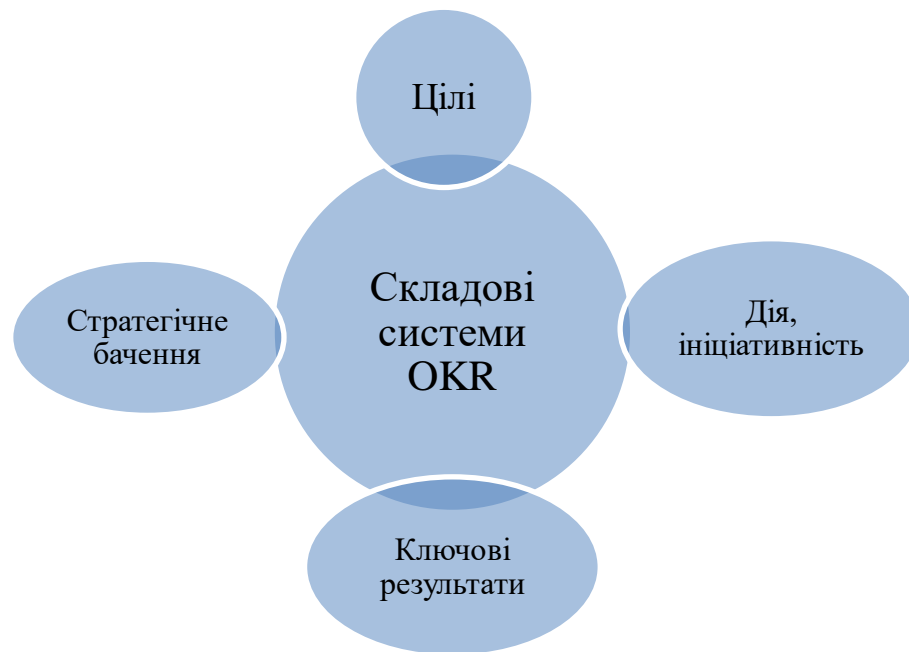 Цілі
Складові
системи
OKR
Стратегічне
бачення
Дія,
ініціативність
Ключові
результати